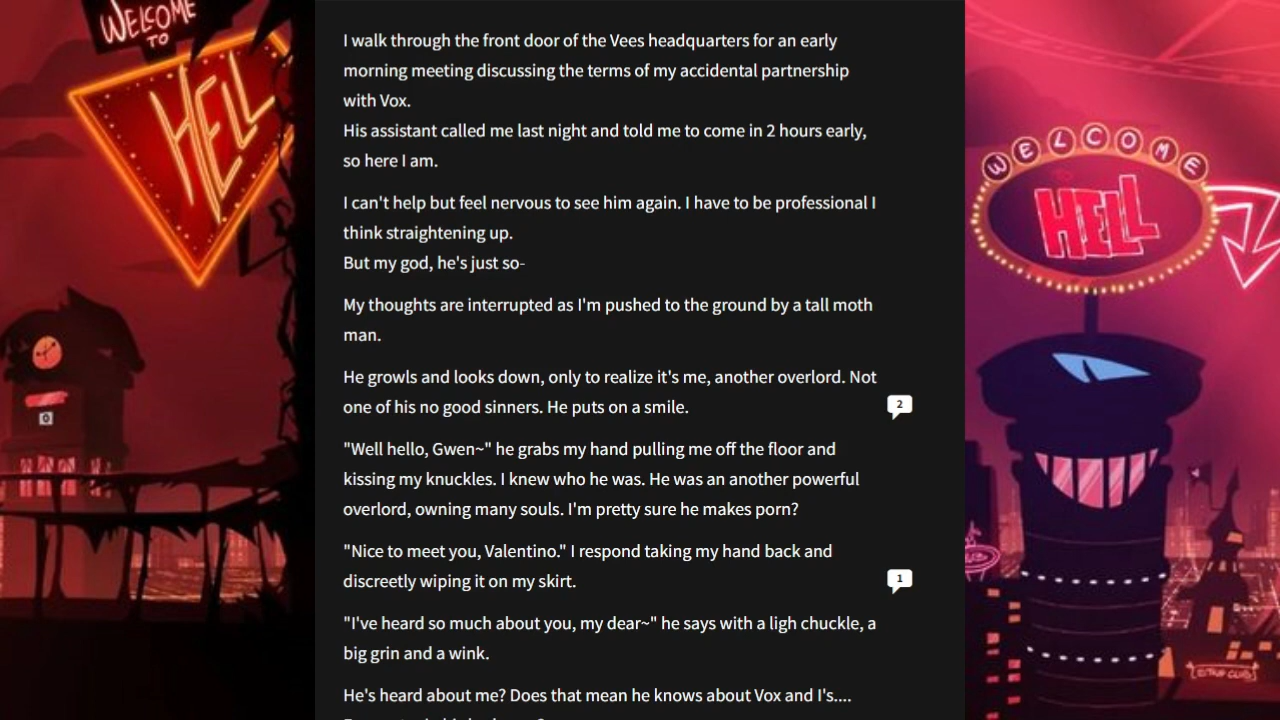 WELCOME
TO
HELL
I walk through the front door of the Vees headquarters for an early
morning meeting discussing the terms of my accidental partnership
with Vox.
His assistant called me last night and told me to come in 2 hours early,
so here I am.
I can't help but feel nervous to see him again. I have to be professional I
think straightening up.
But my god, he's just so-
My thoughts are interrupted as I'm pushed to the ground by a tall moth
man.
He growls and looks down, only to realize it's me, another overlord. Not
one of his no good sinners. He puts on a smile.
2
"Well hello, Gwen~" he grabs my hand pulling me off the floor and
kissing my knuckles. I knew who he was. He was an another powerful
overlord, owning many souls. I'm pretty sure he makes porn?
"Nice to meet you, Valentino." I respond taking my hand back and
discreetly wiping it on my skirt.
1
"I've heard so much about you, my dear~" he says with a ligh chuckle, a
big grin and a wink.
He's heard about me? Does that mean he knows about Vox and I's....
WELCOME
TO
HELL